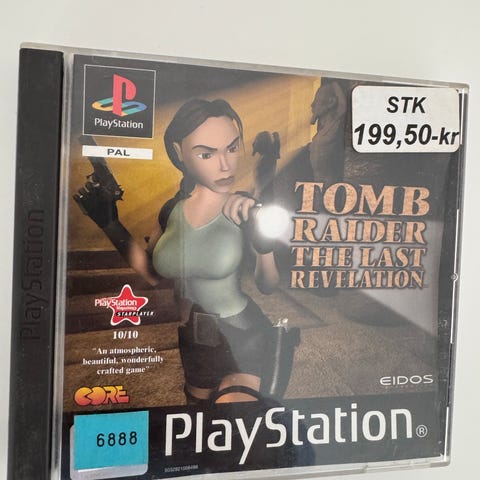 PlayStation
PlayStation
PAL
STK
199,50-kr
TOMB
RAIDER
THE LAST
REVELATION
PlayStation
STARPLAYER
10/10
"An atmospheric,
beautiful, wonderfully
crafted game"
CORE
EIDOS
6888
PlayStation®